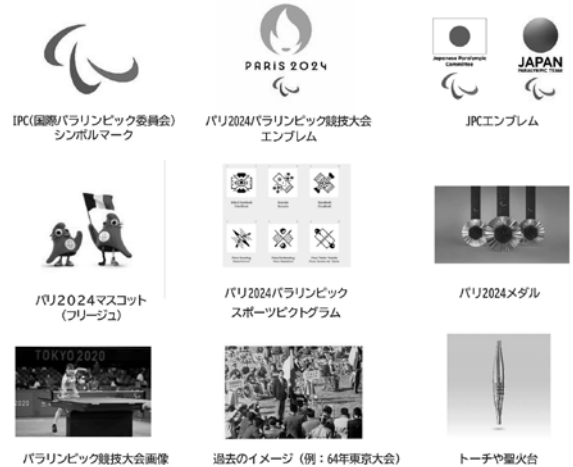 PARIS 2024
Japanese Paralympic
Committee
JAPAN
PARALYMPIC TEAM
IPC(国際パラリンピック委員会)
シンボルマーク
パリ2024パラリンピック競技大会
エンブレム
JPCエンブレム
パリ2024マスコット
(フリージュ)
パリ2024パラリンピック
スポーツピクトグラム
パリ2024メダル
TOKYO 2020
パラリンピック競技大会画像
過去のイメージ(例:64年東京大会)
トーチや聖火台